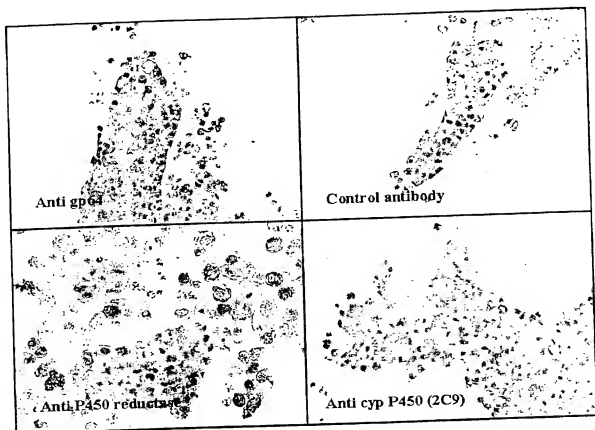 Anti gp64
Control antibody
Anti P450 reductase
Anti cyp P450 (2C9)